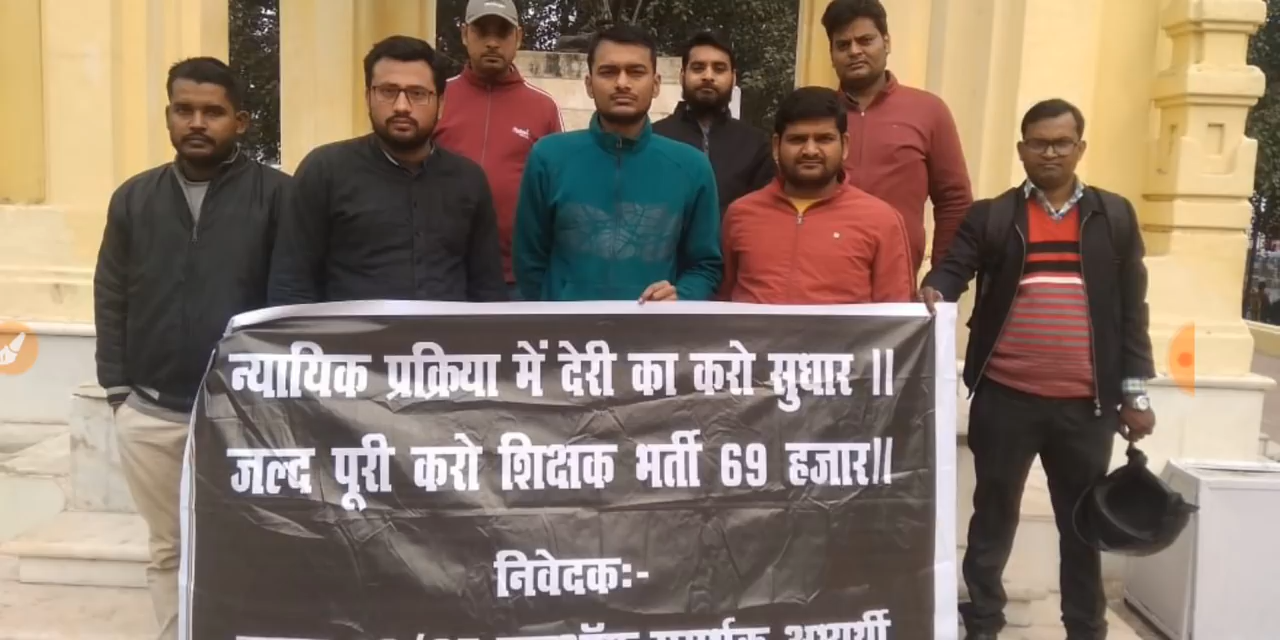 न्यायिक प्रक्रिया में देरी का करो सुधार ॥
जल्द पूरी करो शिक्षक भर्ती 69 हजार॥
निवेदकः-